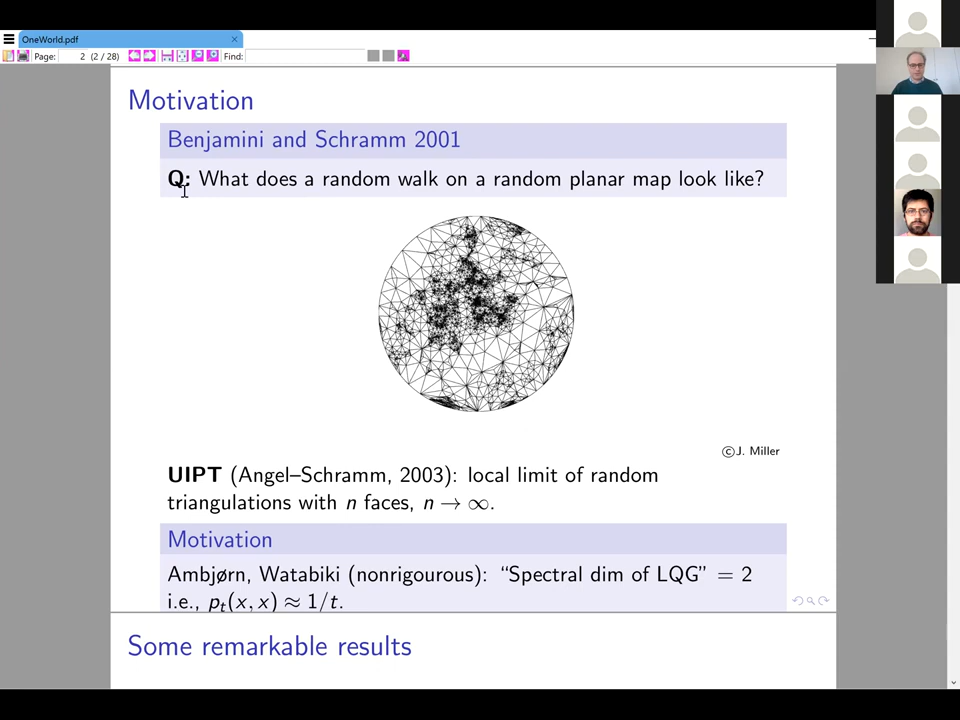 OneWorld.pdf
Page: 2 (2 / 28) Find:
Motivation
Benjamini and Schramm 2001
Q: What does a random walk on a random planar map look like?
©J. Miller
UIPT (Angel–Schramm, 2003): local limit of random
triangulations with n faces, n → ∞.
Motivation
Ambjørn, Watabiki (nonrigourous): “Spectral dim of LQG” = 2
i.e., pₜ(x, x) ≈ 1/t.
Some remarkable results